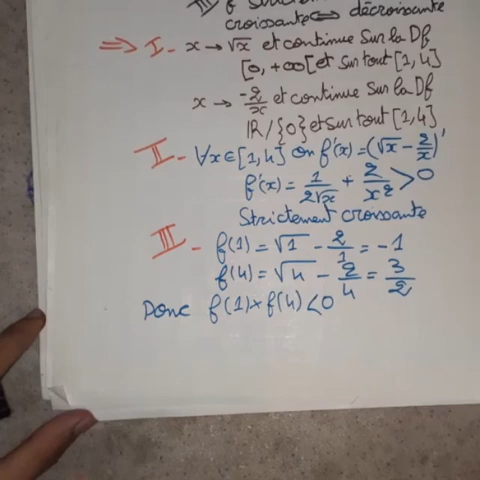 III f stric
croissante ⇔ décroissante
⇒ I - x → √x et continue sur la Df
[0, +∞[ et sur tout [1, 4]
x → -2/x et continue sur la Df
IR/{0} et sur tout [1, 4]
II - ∀x ∈ [1, 4] on f'(x) = (√x - 2/x)'
f'(x) = 1/2√x + 2/x² > 0
Strictement croissante
III - f(1) = √1 - 2/1 = -1
f(4) = √4 - 2/4 = 3/2
Donc f(1) × f(4) < 0